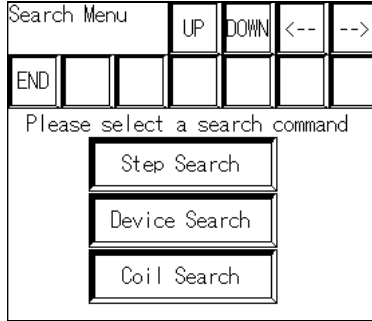 Search Menu UP DOWN <-- -->
END
Please select a search command
Step Search
Device Search
Coil Search